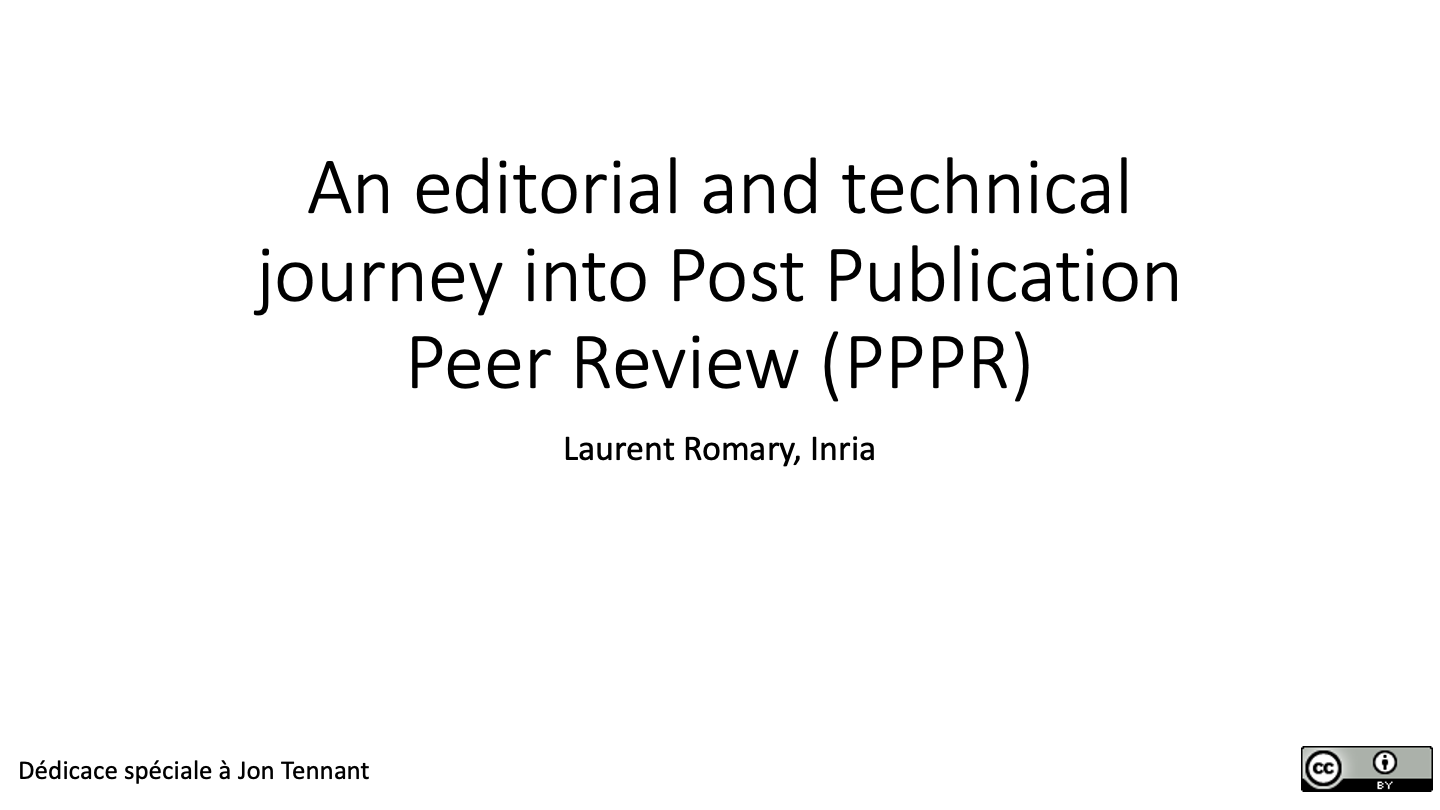 An editorial and technical
journey into Post Publication
Peer Review (PPPR)
Laurent Romary, Inria
Dédicace spéciale à Jon Tennant
cc
BY